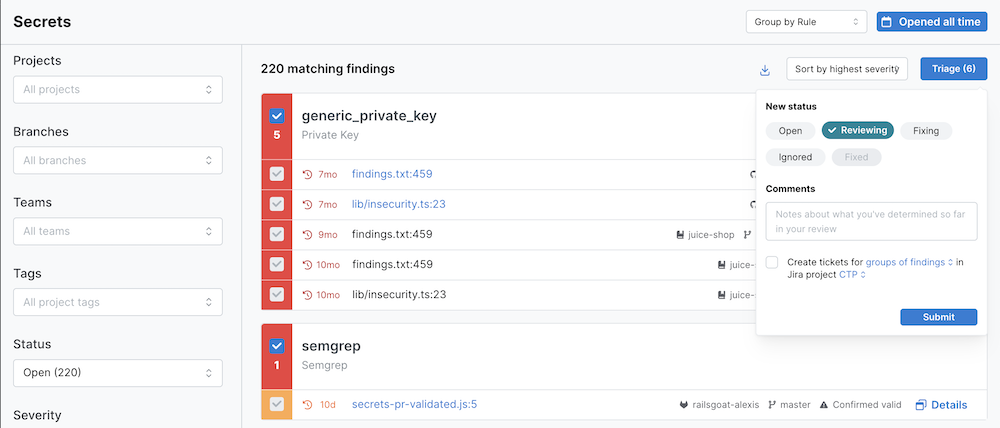 Secrets
Group by Rule
Opened all time
Projects
All projects
Branches
All branches
Teams
All teams
Tags
All project tags
Status
Open (220)
Severity
220 matching findings
Sort by highest severity
Triage (6)
generic_private_key
5
Private Key
7mo findings.txt:459
7mo lib/insecurity.ts:23
9mo findings.txt:459 juice-shop
10mo findings.txt:459 juice-
10mo lib/insecurity.ts:23 juice-
semgrep
1
Semgrep
10d secrets-pr-validated.js:5 railsgoat-alexis master Confirmed valid Details
New status
Open Reviewing Fixing
Ignored Fixed
Comments
Notes about what you've determined so far
in your review
Create tickets for groups of findings in
Jira project CTP
Submit